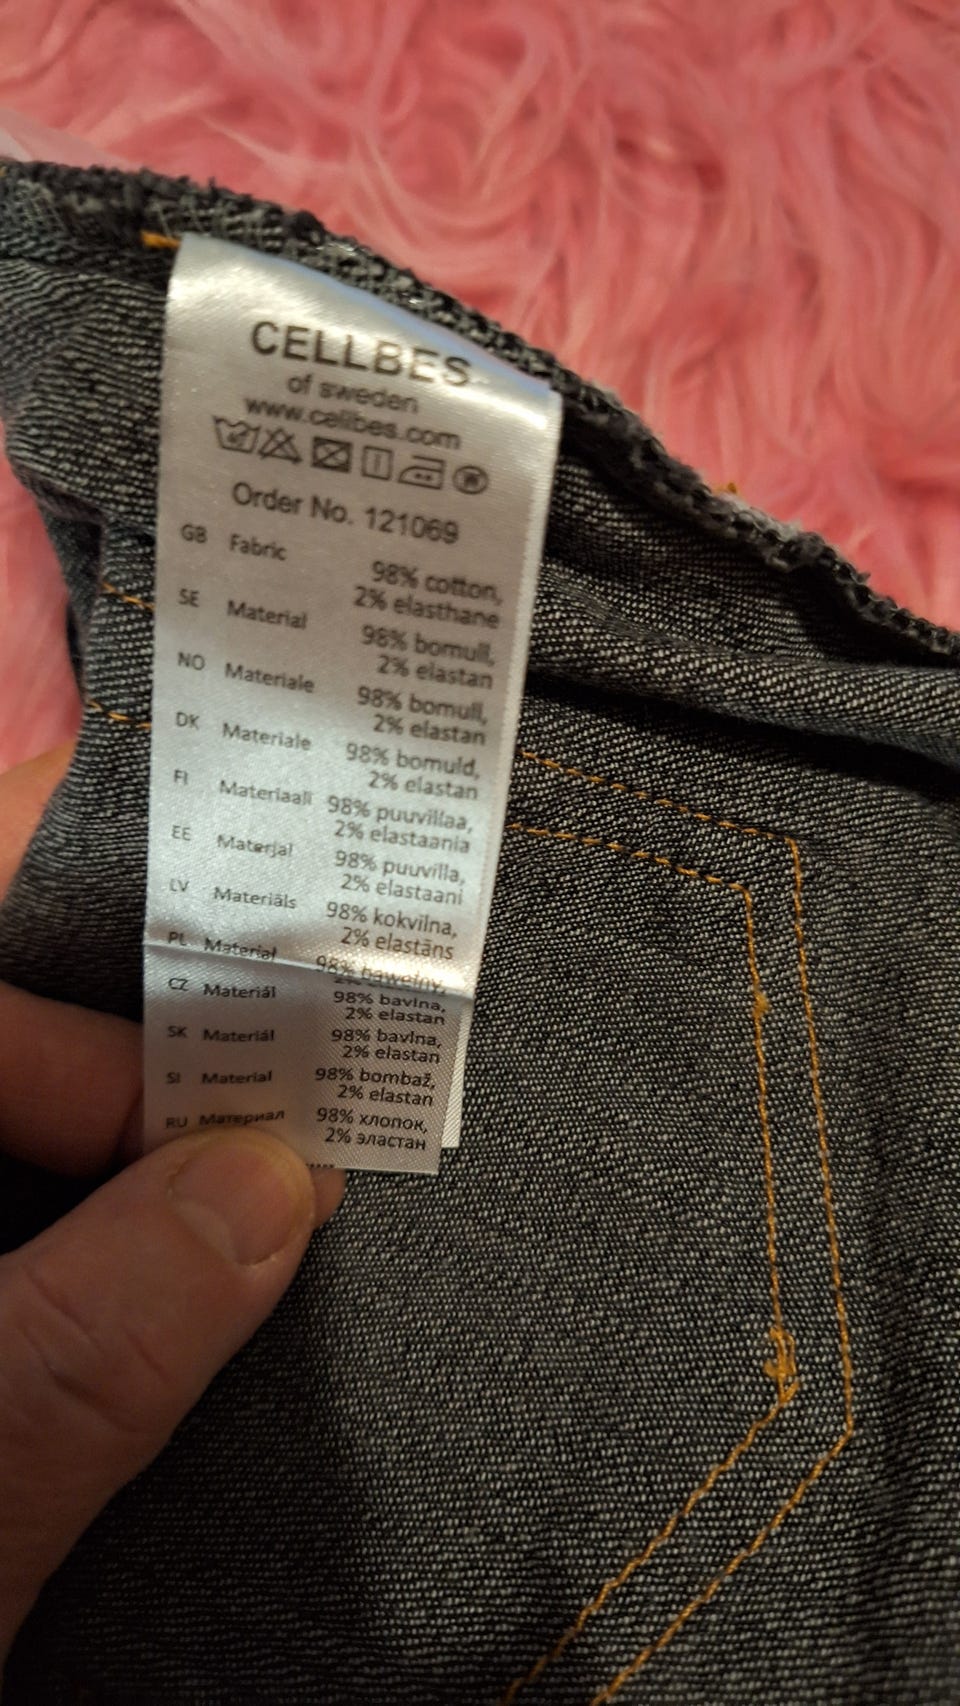 CELLBES
of sweden
www.cellbes.com
Order No. 121069
GB Fabric 98% cotton,
2% elasthane
SE Material 98% bomull,
2% elastan
NO Materiale 98% bomull,
2% elastan
DK Materiale 98% bomuld,
2% elastan
FI Materiaali 98% puuvillaa,
2% elastaania
EE Materjal 98% puuvilla,
2% elastaani
LV Materiāls 98% kokvilna,
2% elastāns
PL Materiał 98% bawełny,
CZ Materiál 98% bavlna,
2% elastan
SK Materiál 98% bavlna,
2% elastan
SI Material 98% bombaž,
2% elastan
RU Материал 98% хлопок,
2% эластан